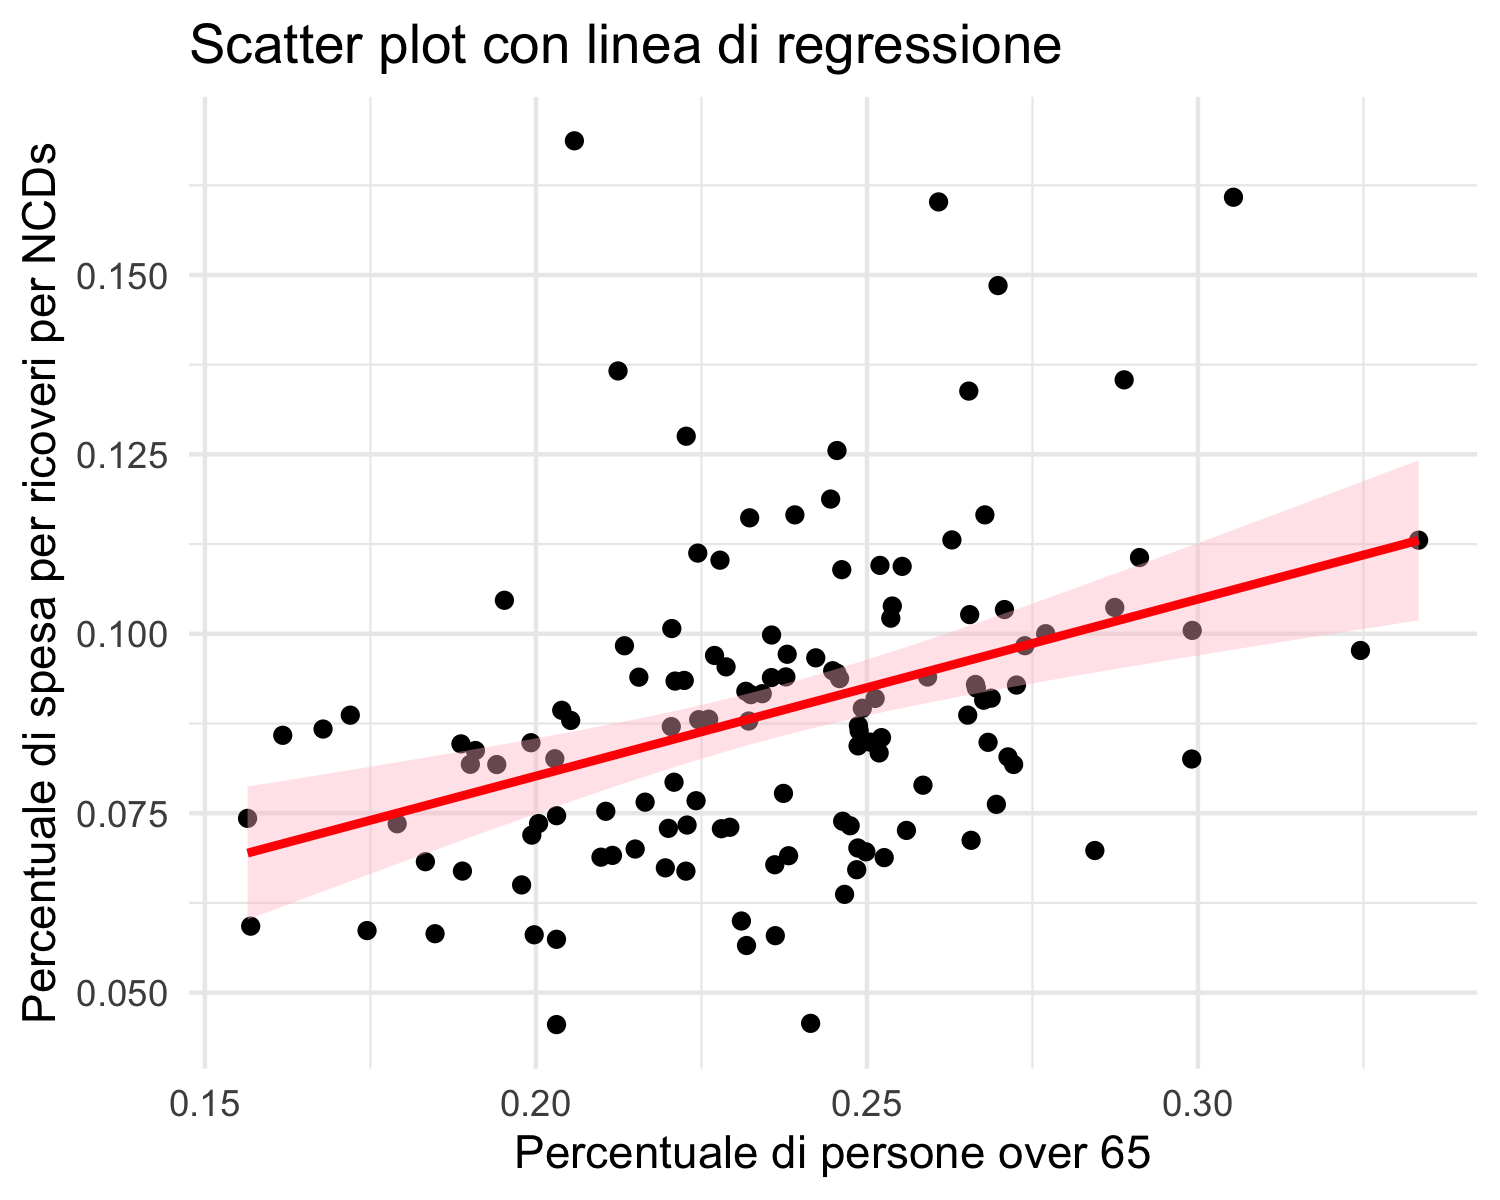 Scatter plot con linea di regressione
Percentuale di spesa per ricoveri per NCDs
0.150
0.125
0.100
0.075
0.050
0.15 0.20 0.25 0.30
Percentuale di persone over 65